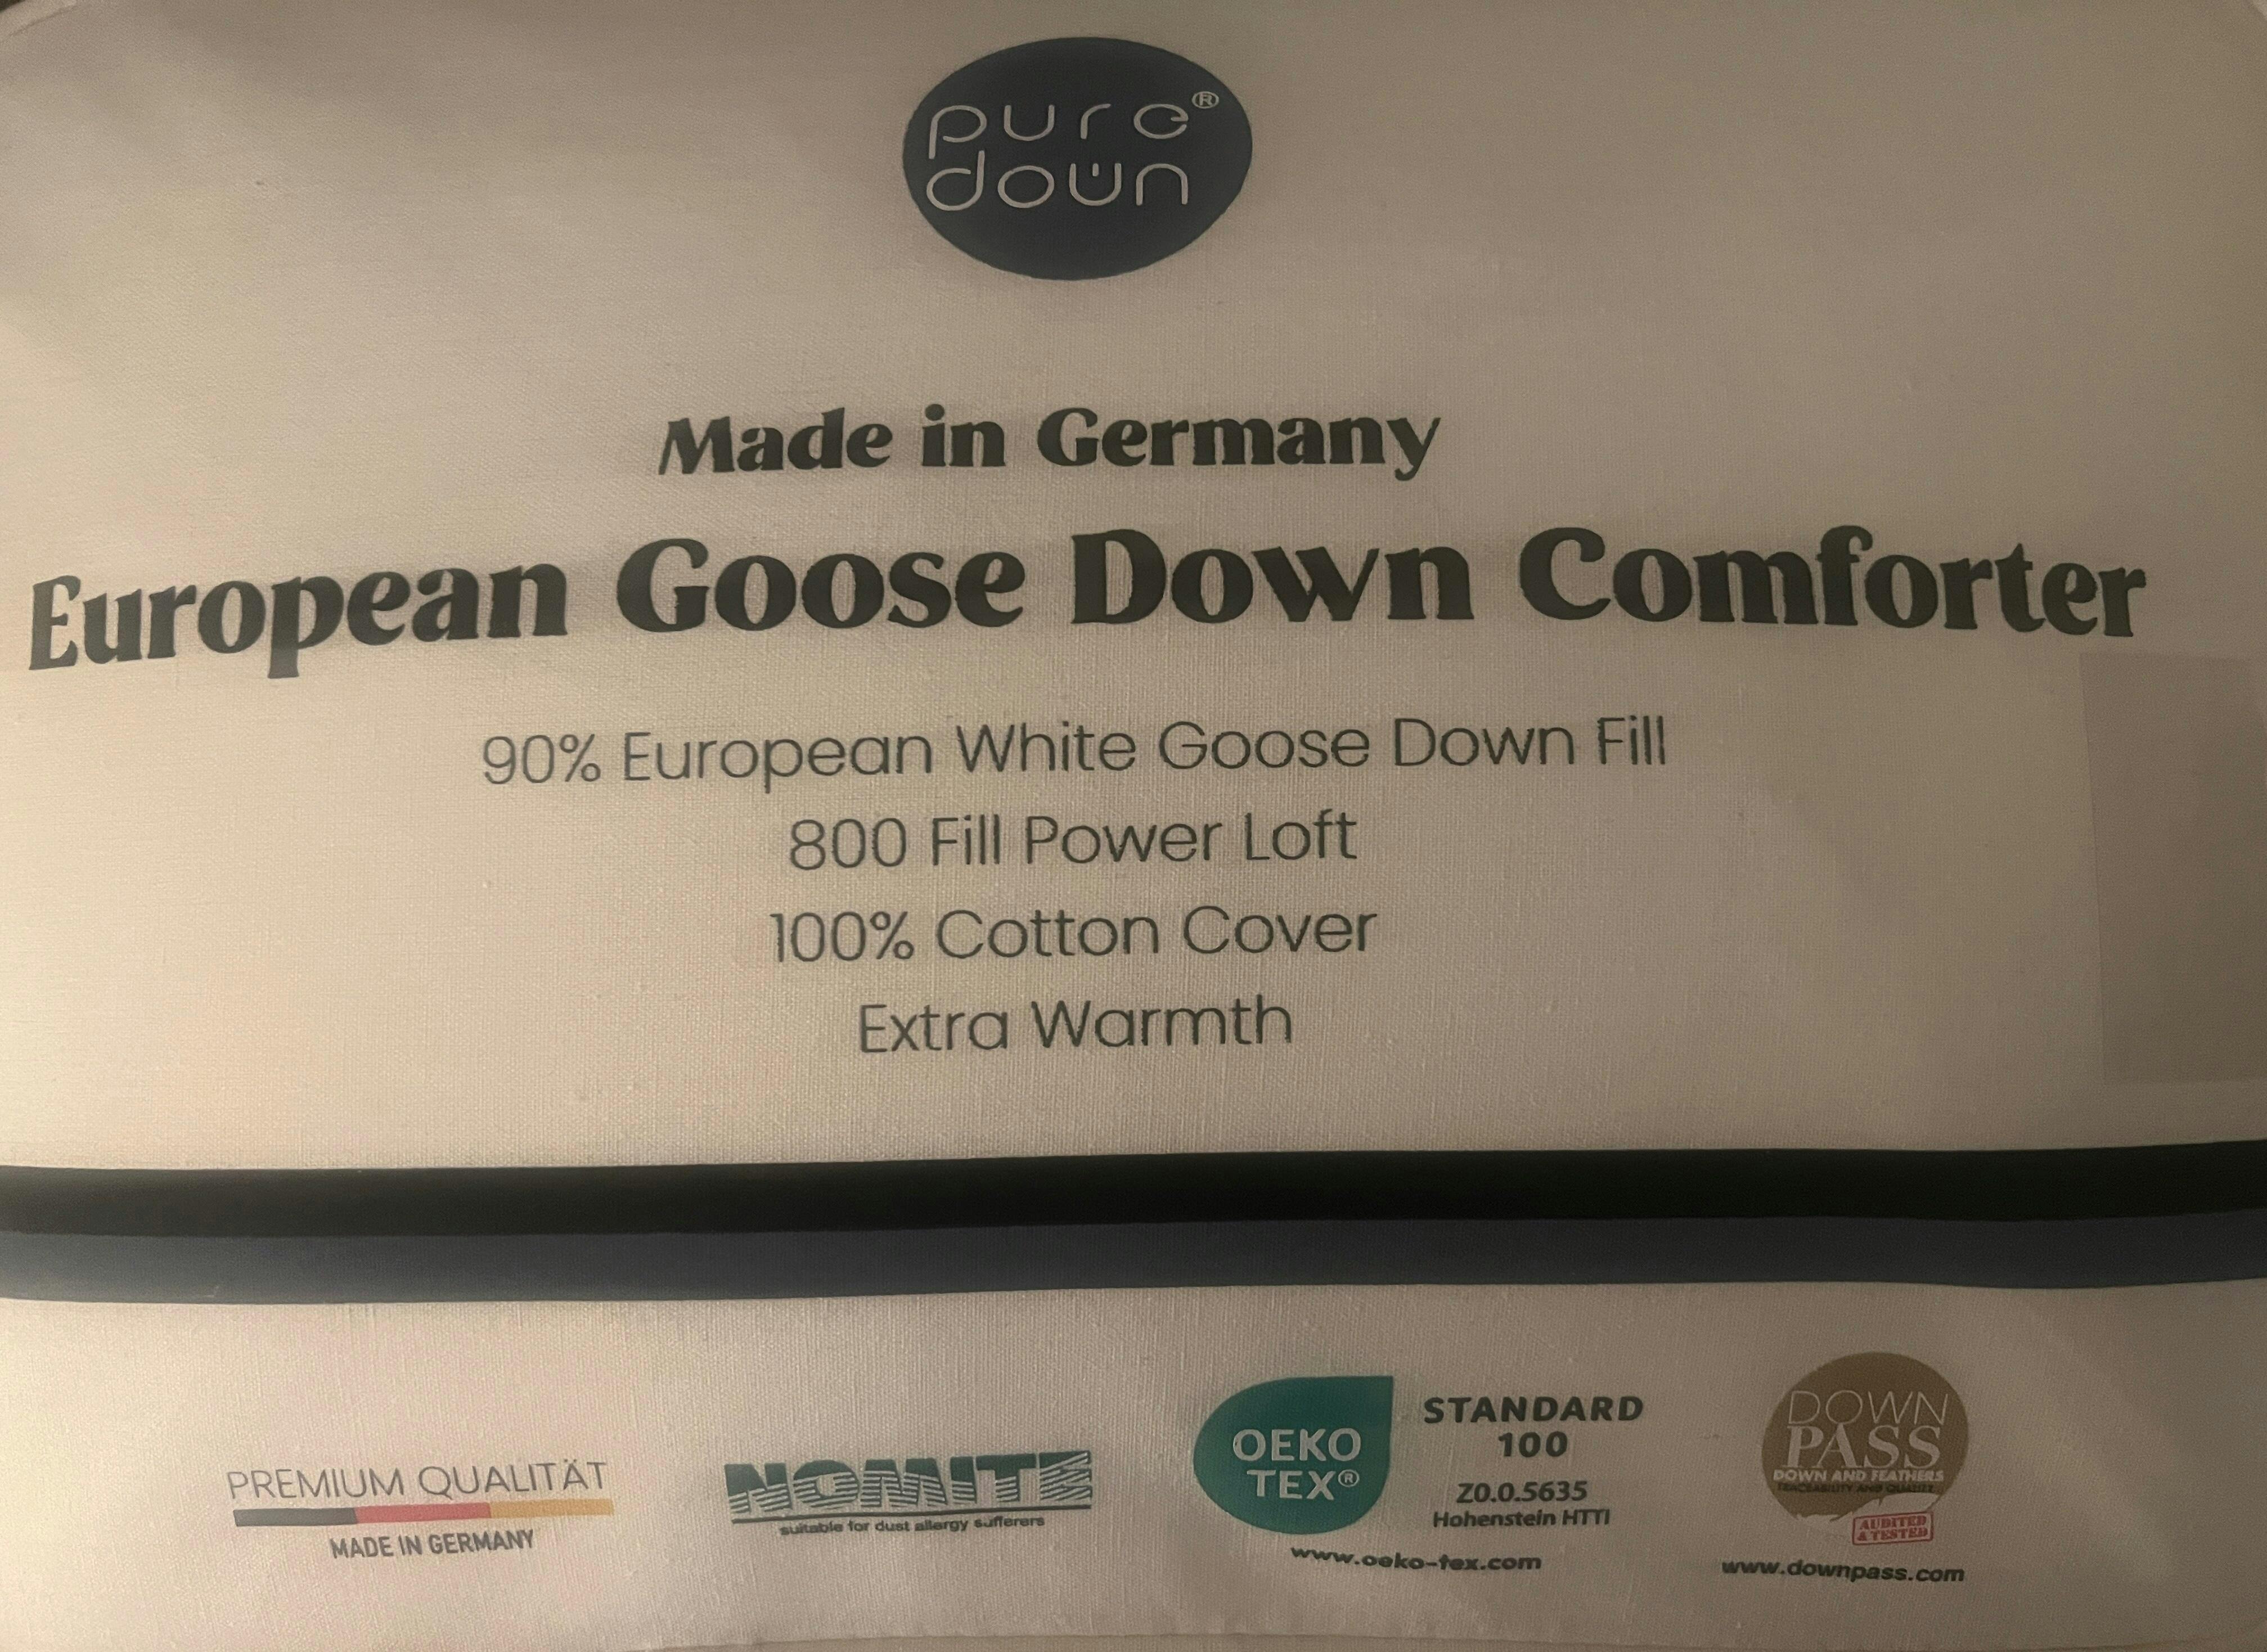 pure®
down
Made in Germany
European Goose Down Comforter
90% European White Goose Down Fill
800 Fill Power Loft
100% Cotton Cover
Extra Warmth
PREMIUM QUALITÄT
MADE IN GERMANY
NOMITE
suitable for dust allergy sufferers
OEKO
TEX®
STANDARD
100
Z0.0.5635
Hohenstein HTTI
www.oeko-tex.com
DOWN
PASS
DOWN AND FEATHERS
TRACEABILITY AND QUALITY
AUDITED
& TESTED
www.downpass.com